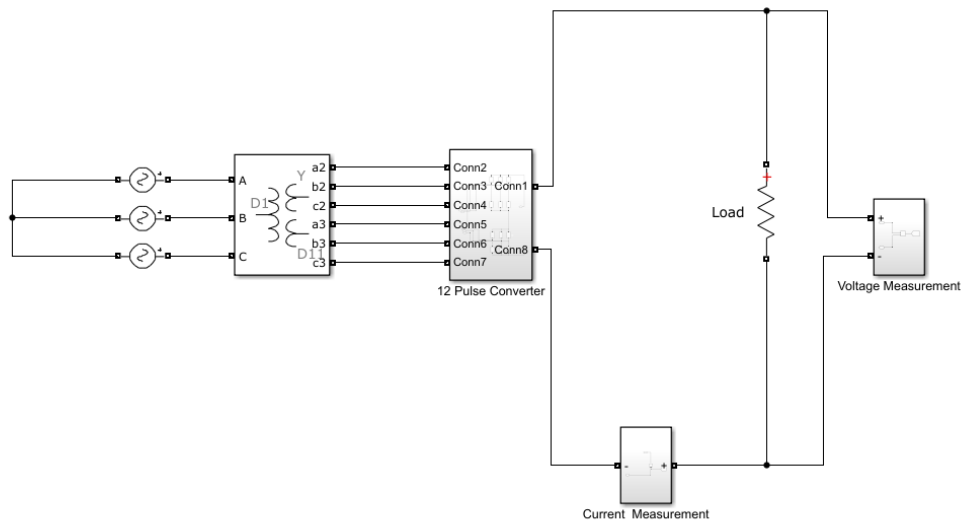 A
B
C
D1
Y
D11
a2
b2
c2
a3
b3
c3
Conn2
Conn3
Conn4
Conn5
Conn6
Conn7
Conn1
Conn8
12 Pulse Converter
Load
+
+
-
Voltage Measurement
-
+
Current Measurement